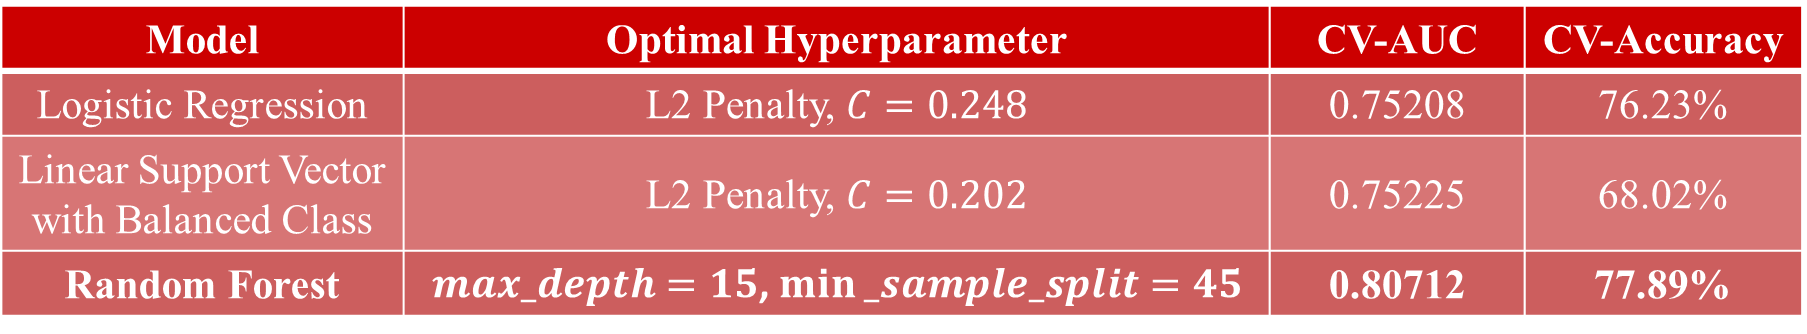 Model Optimal Hyperparameter CV-AUC CV-Accuracy
Logistic Regression L2 Penalty, C = 0.248 0.75208 76.23%
Linear Support Vector
with Balanced Class L2 Penalty, C = 0.202 0.75225 68.02%
Random Forest max_depth = 15, min _sample_split = 45 0.80712 77.89%